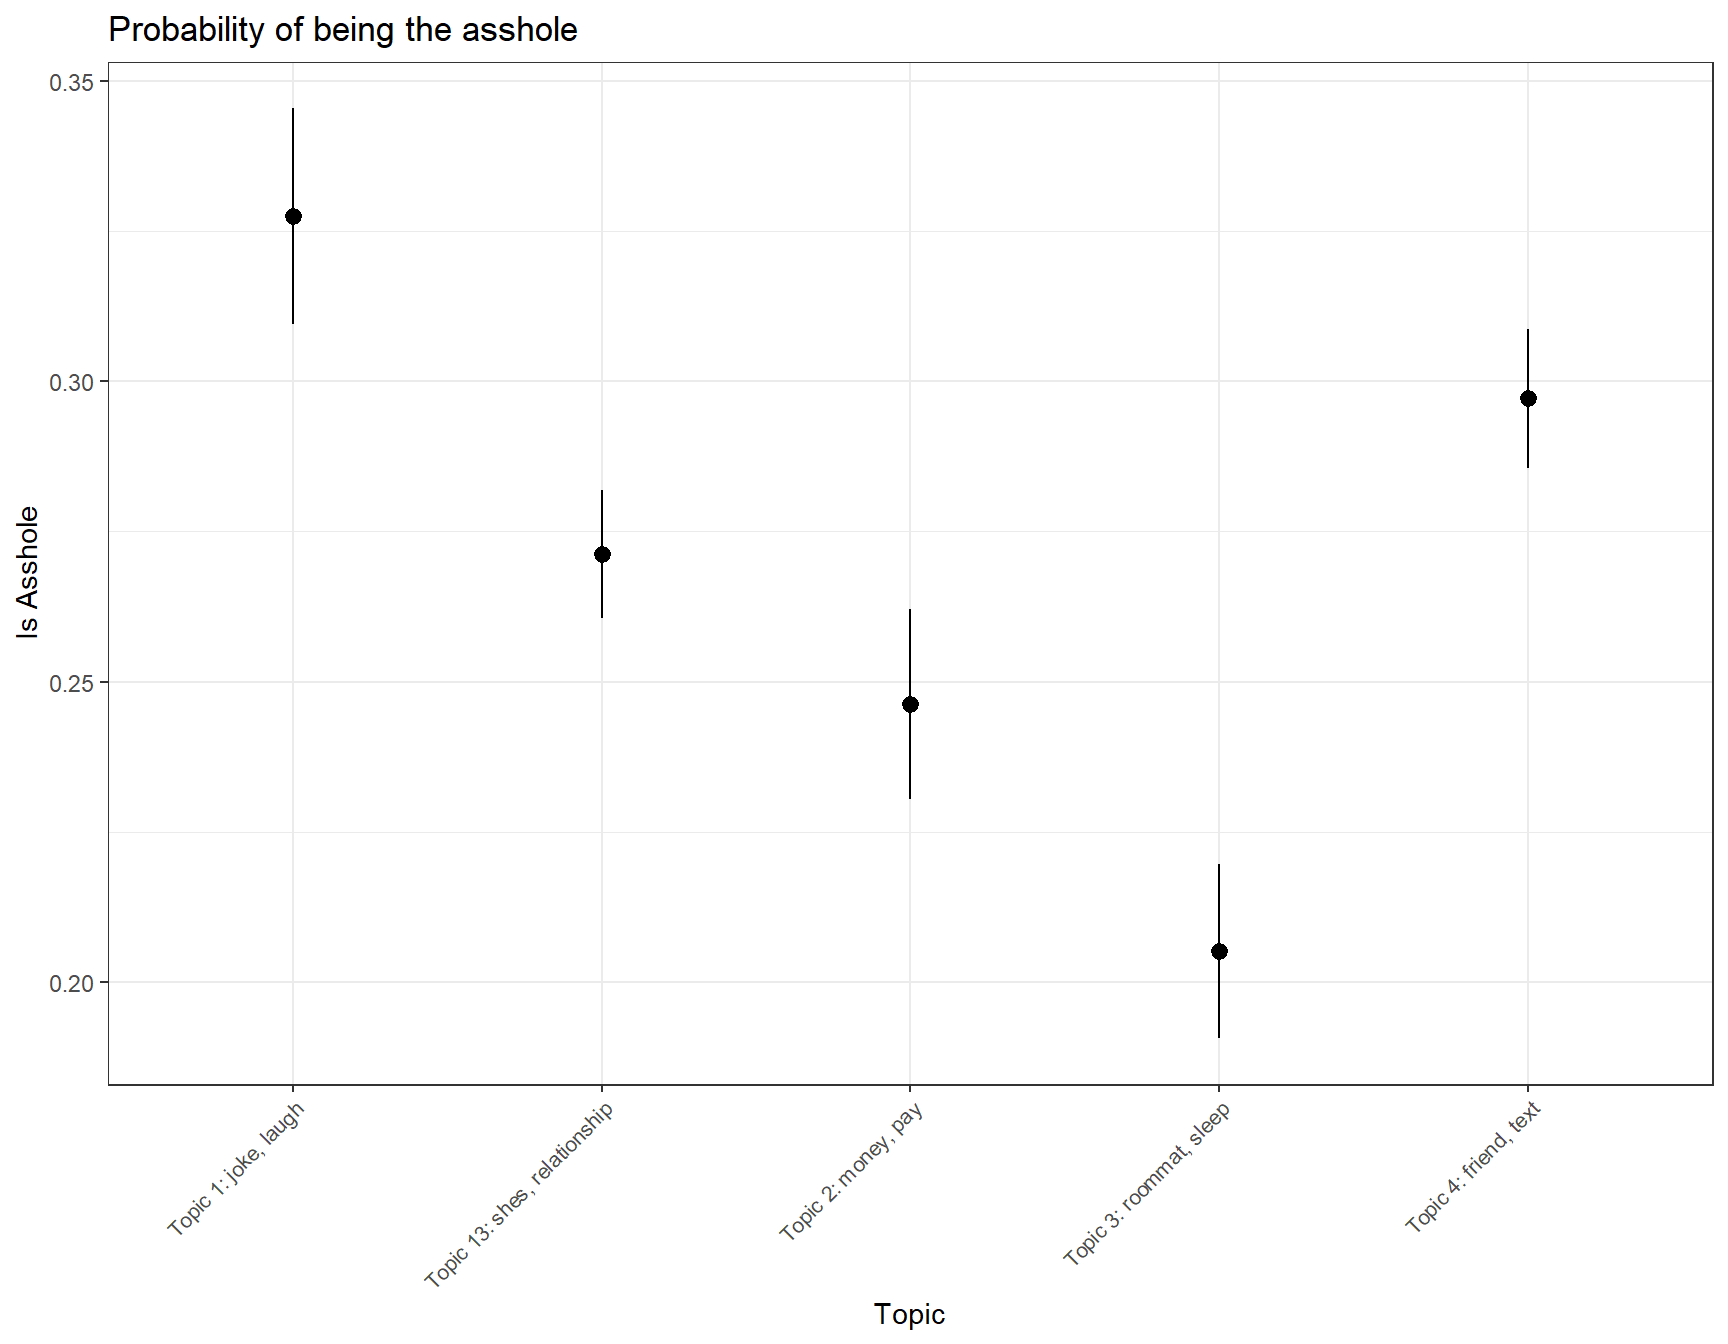 Probability of being the asshole
Is Asshole
0.35
0.30
0.25
0.20
Topic 1: joke, laugh
Topic 13: shes, relationship
Topic 2: money, pay
Topic 3: roommat, sleep
Topic 4: friend, text
Topic